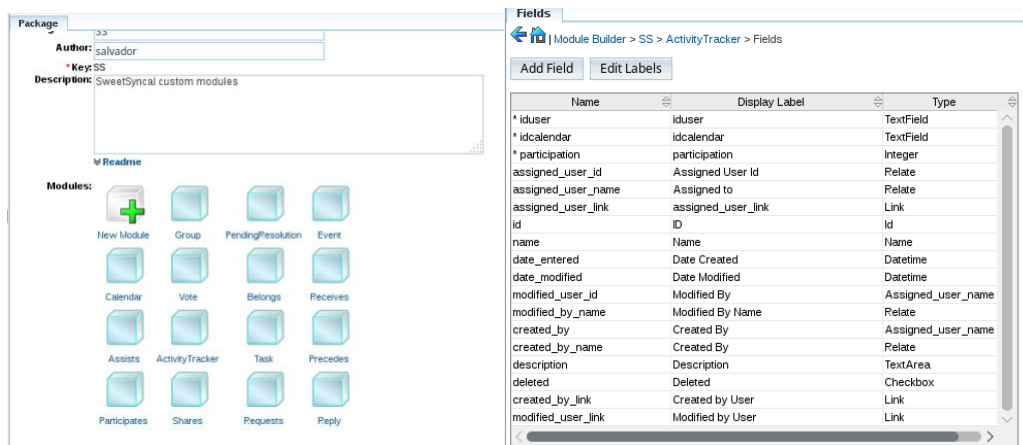 Package
SS
Author: salvador
* Key: SS
Description: SweetSyncal custom modules
Readme
Modules:
New Module Group PendingResolution Event
Calendar Vote Belongs Receives
Assists ActivityTracker Task Precedes
Participates Shares Requests Reply
Fields
| Module Builder > SS > ActivityTracker > Fields
Add Field Edit Labels
Name Display Label Type
* iduser iduser TextField
* idcalendar idcalendar TextField
* participation participation Integer
assigned_user_id Assigned User Id Relate
assigned_user_name Assigned to Relate
assigned_user_link assigned_user_link Link
id ID Id
name Name Name
date_entered Date Created Datetime
date_modified Date Modified Datetime
modified_user_id Modified By Assigned_user_name
modified_by_name Modified By Name Relate
created_by Created By Assigned_user_name
created_by_name Created By Relate
description Description TextArea
deleted Deleted Checkbox
created_by_link Created by User Link
modified_user_link Modified by User Link